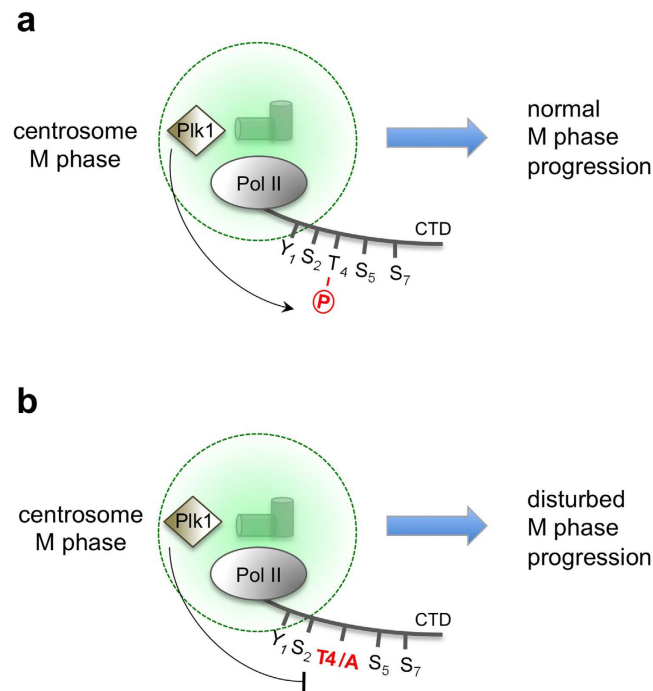 a
centrosome
M phase
Plk1
Pol II
CTD
Y1 S2 T4 S5 S7
P
normal
M phase
progression
b
centrosome
M phase
Plk1
Pol II
CTD
Y1 S2 T4/A S5 S7
disturbed
M phase
progression